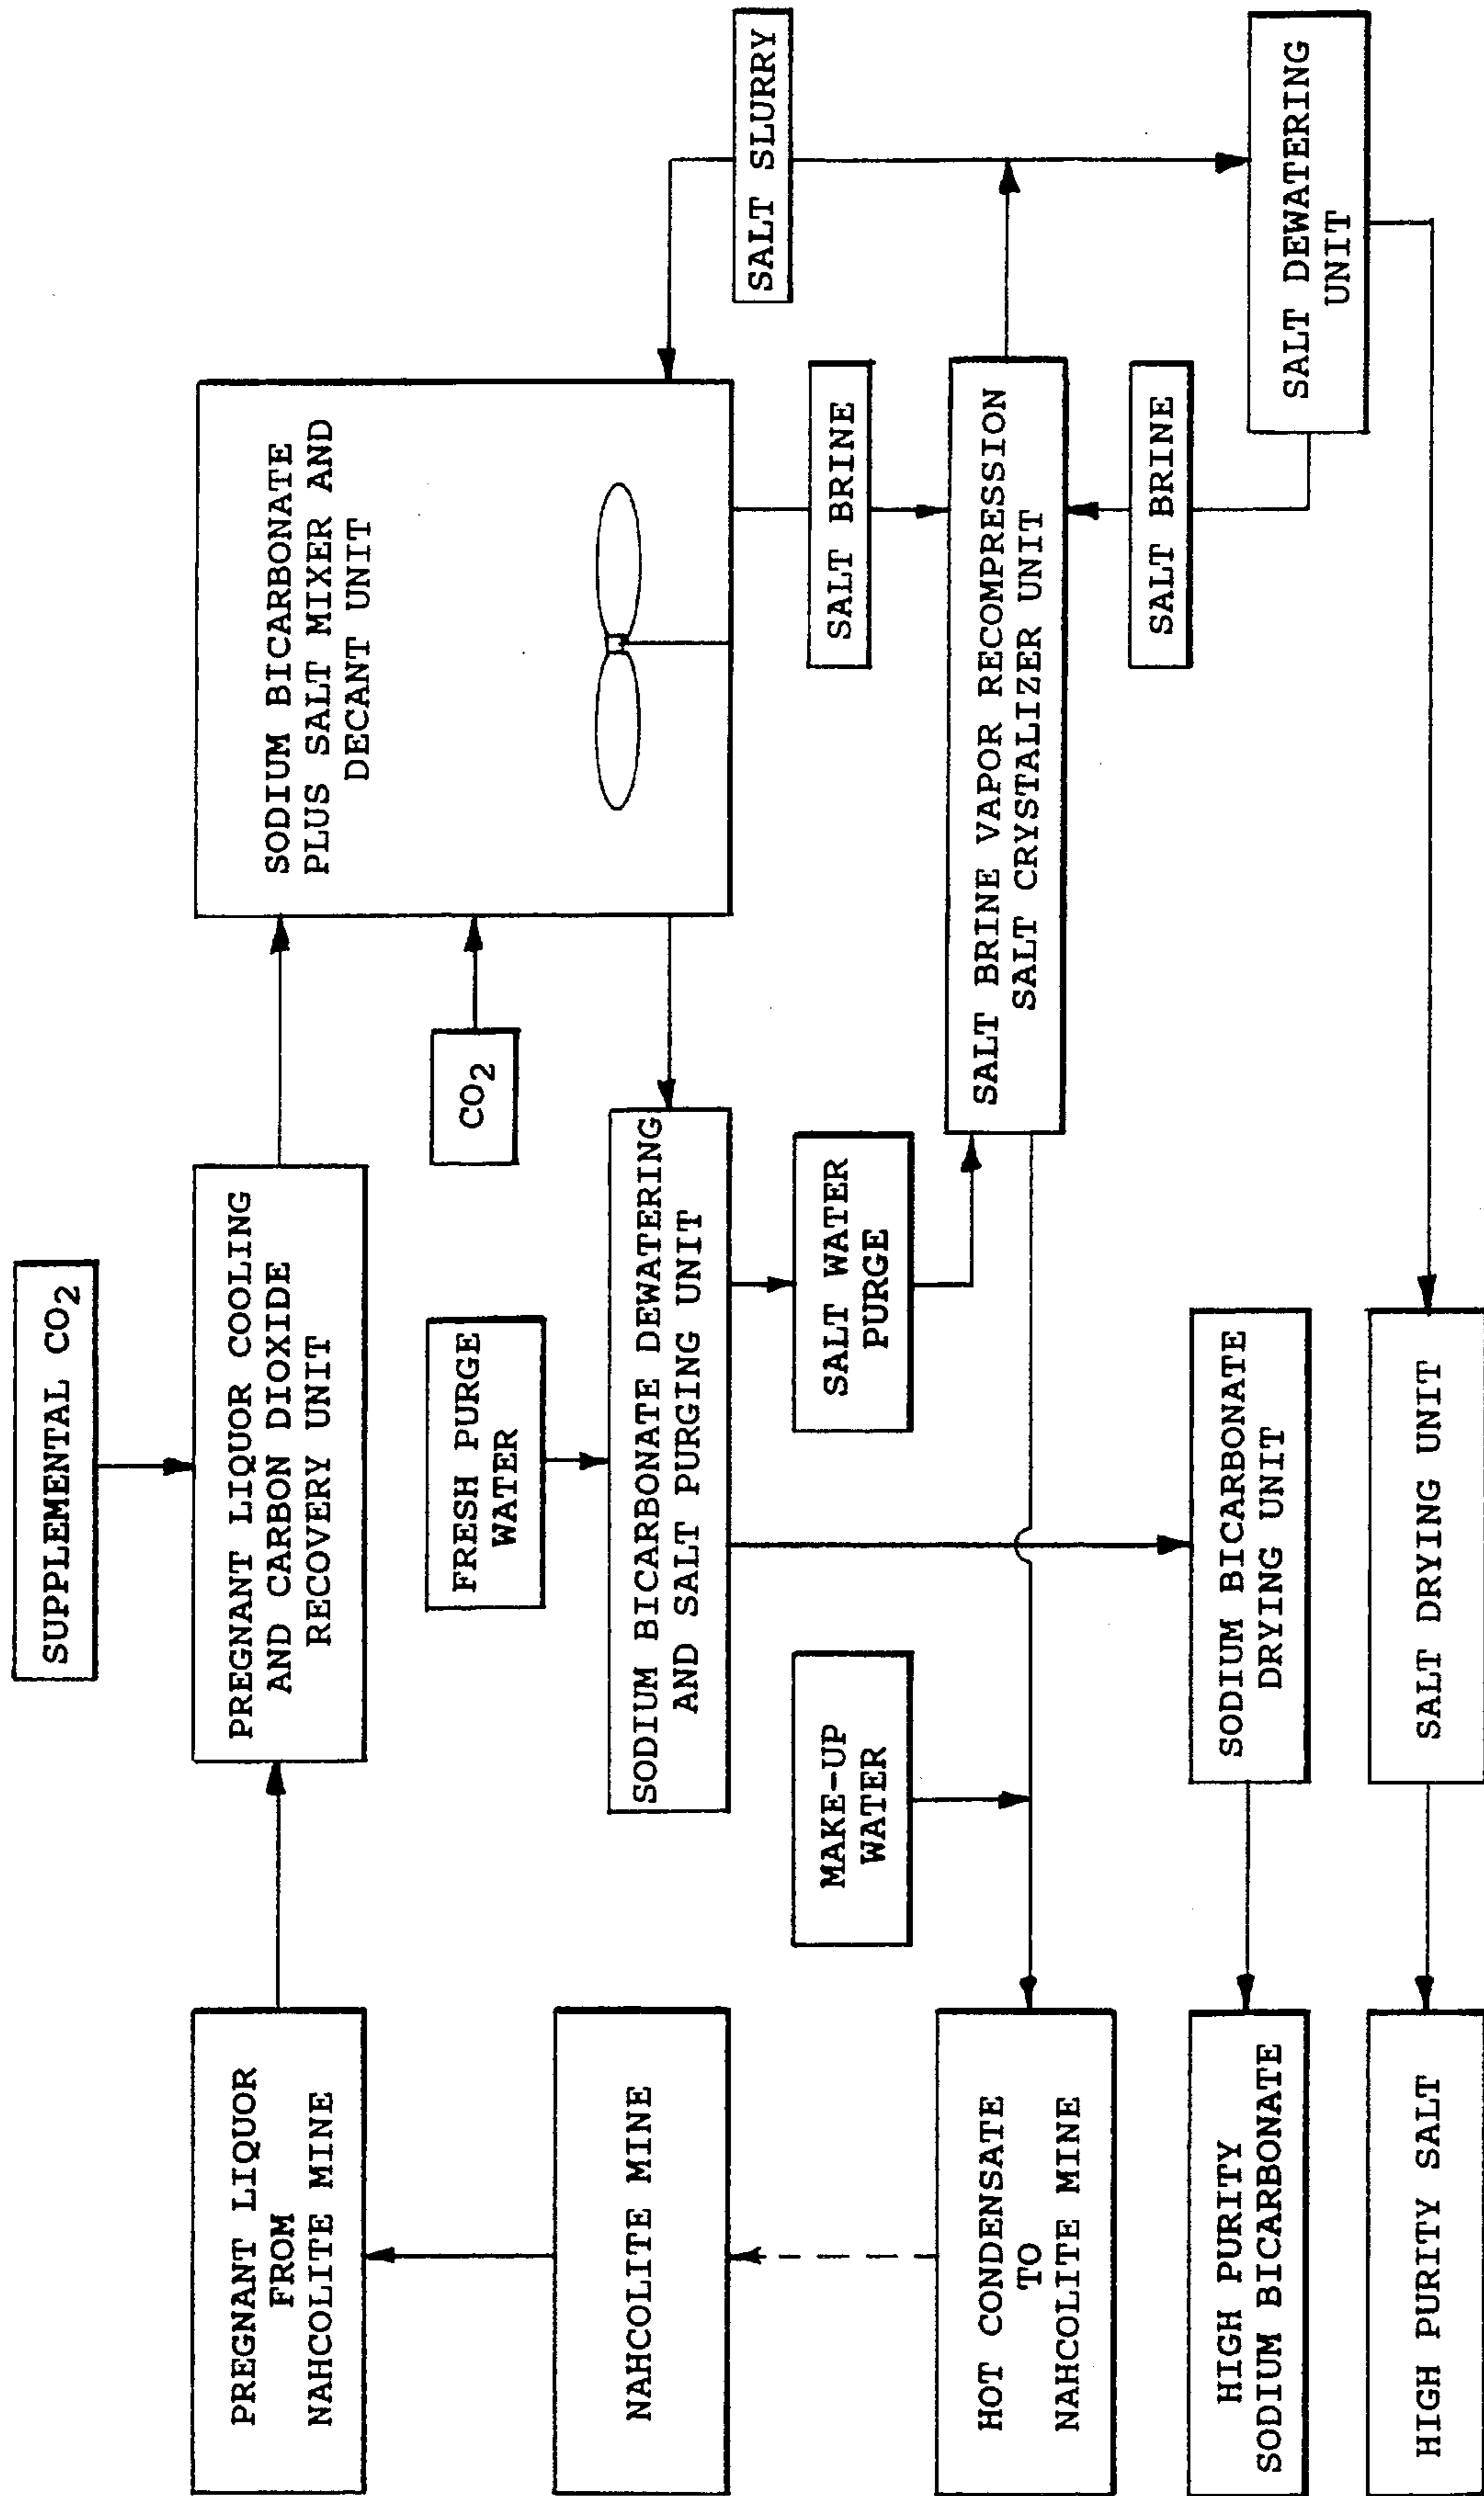 SUPPLEMENTAL CO2
PREGNANT LIQUOR
FROM
NAHCOLITE MINE
PREGNANT LIQUOR COOLING
AND CARBON DIOXIDE
RECOVERY UNIT
SODIUM BICARBONATE
PLUS SALT MIXER AND
DECANT UNIT
CO2
FRESH PURGE
WATER
NAHCOLITE MINE
SODIUM BICARBONATE DEWATERING
AND SALT PURGING UNIT
SALT SLURRY
MAKE-UP
WATER
SALT WATER
PURGE
SALT BRINE
HOT CONDENSATE
TO
NAHCOLITE MINE
SALT BRINE VAPOR RECOMPRESSION
SALT CRYSTALIZER UNIT
SALT BRINE
HIGH PURITY
SODIUM BICARBONATE
SODIUM BICARBONATE
DRYING UNIT
SALT DEWATERING
UNIT
HIGH PURITY SALT
SALT DRYING UNIT